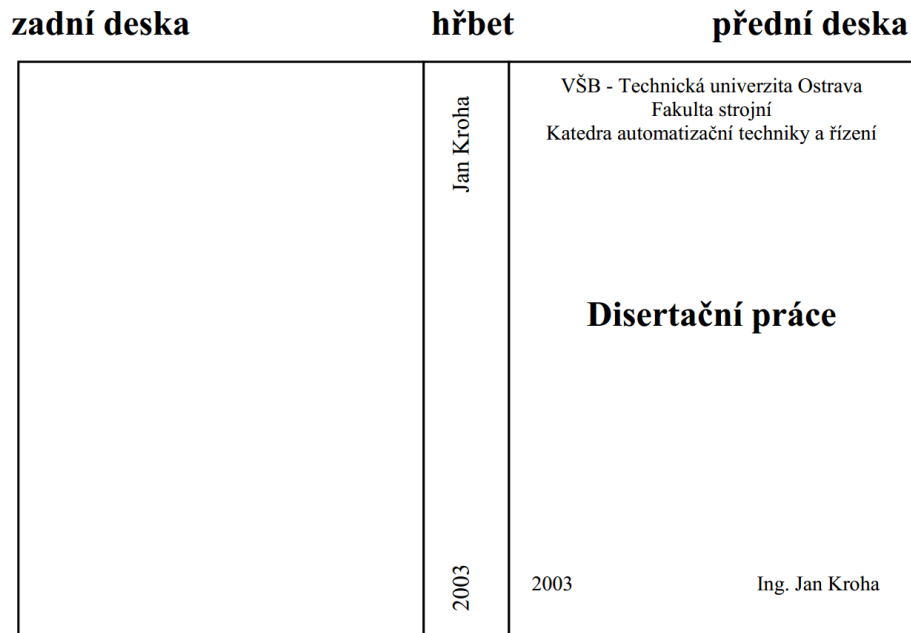 zadní deska hřbet přední deska
VŠB - Technická univerzita Ostrava
Fakulta strojní
Katedra automatizační techniky a řízení
Jan Kroha
Disertační práce
2003
2003 Ing. Jan Kroha